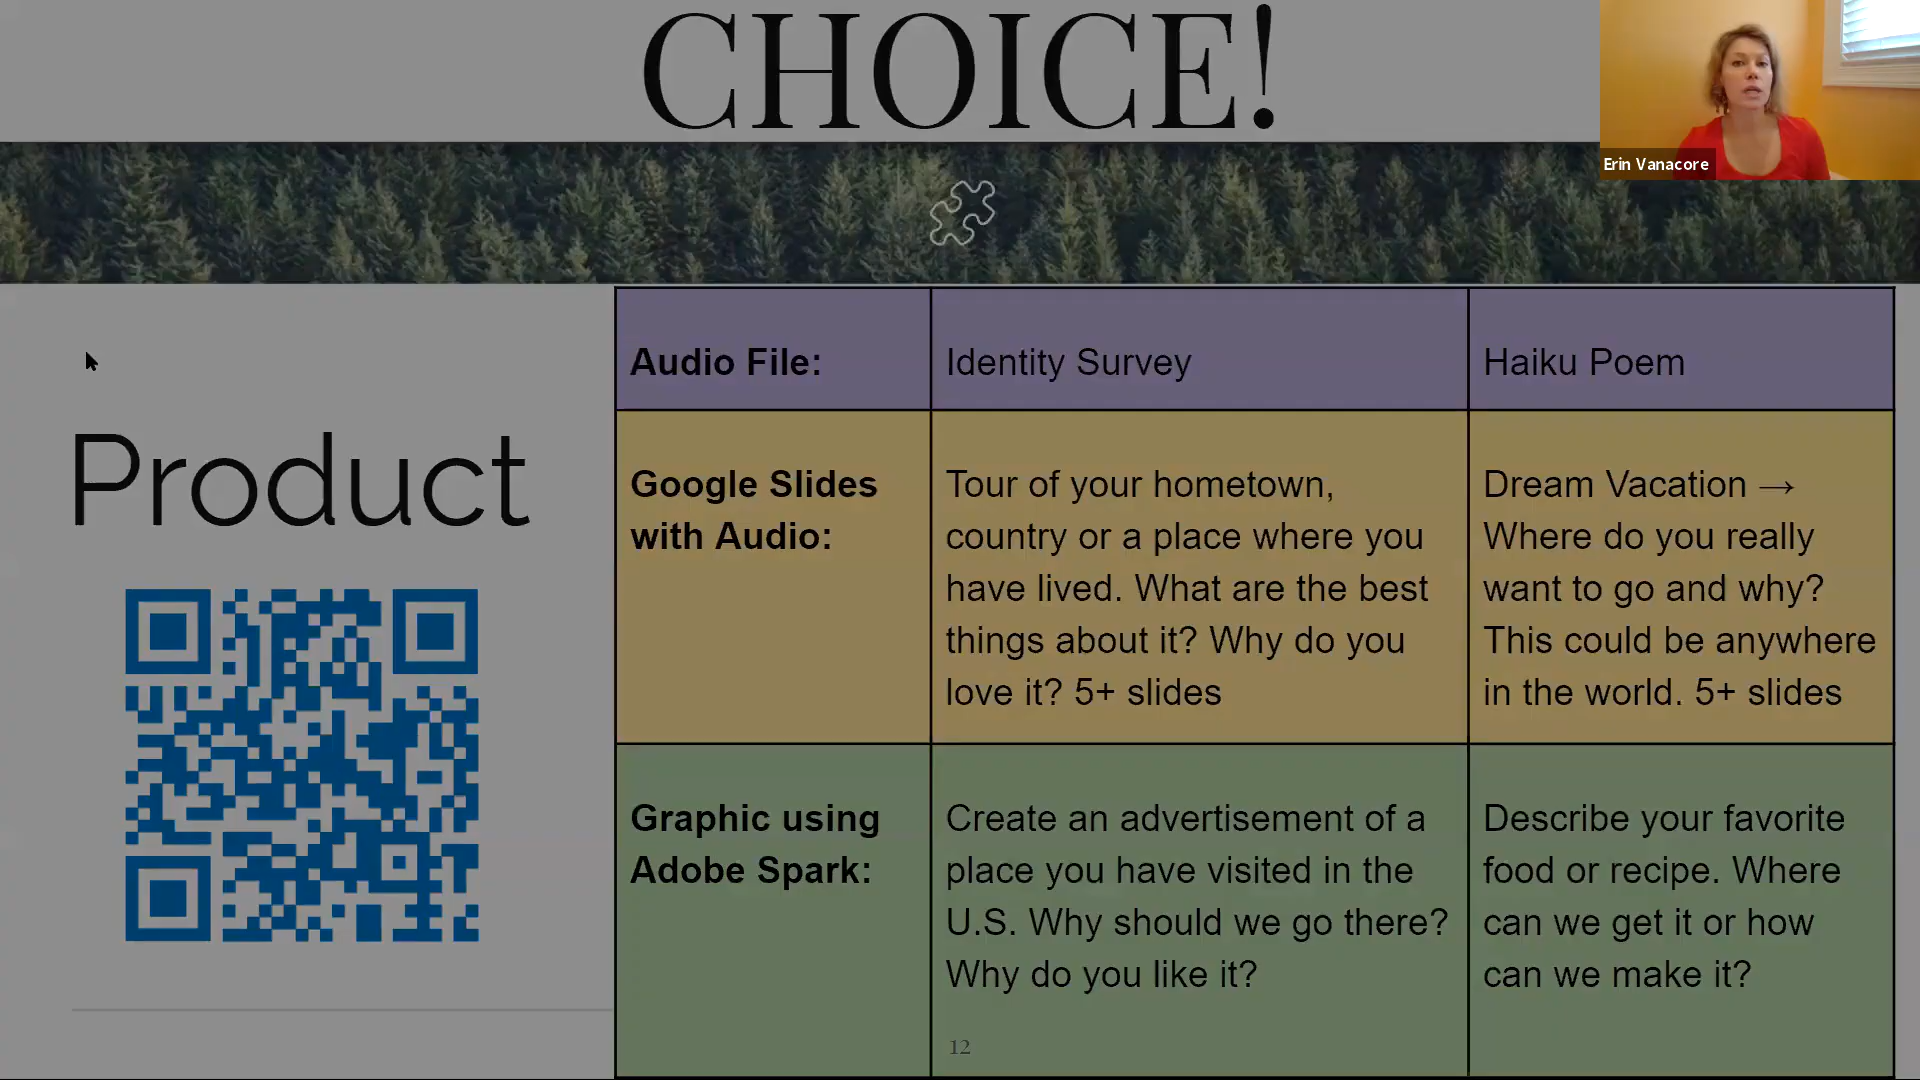 CHOICE!
Erin Vanacore
Product
Audio File:
Identity Survey
Haiku Poem
Google Slides
with Audio:
Tour of your hometown,
country or a place where you
have lived. What are the best
things about it? Why do you
love it? 5+ slides
Dream Vacation →
Where do you really
want to go and why?
This could be anywhere
in the world. 5+ slides
Graphic using
Adobe Spark:
Create an advertisement of a
place you have visited in the
U.S. Why should we go there?
Why do you like it?
Describe your favorite
food or recipe. Where
can we get it or how
can we make it?
12